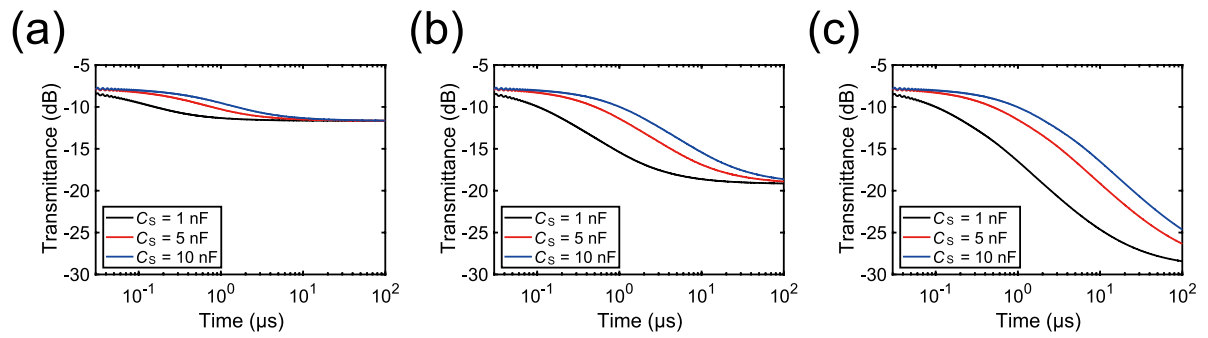 (a)
Transmittance (dB)
-5
-10
-15
-20
-25
-30
C_S = 1 nF
C_S = 5 nF
C_S = 10 nF
10^-1
10^0
10^1
10^2
Time (µs)
(b)
Transmittance (dB)
-5
-10
-15
-20
-25
-30
C_S = 1 nF
C_S = 5 nF
C_S = 10 nF
10^-1
10^0
10^1
10^2
Time (µs)
(c)
Transmittance (dB)
-5
-10
-15
-20
-25
-30
C_S = 1 nF
C_S = 5 nF
C_S = 10 nF
10^-1
10^0
10^1
10^2
Time (µs)